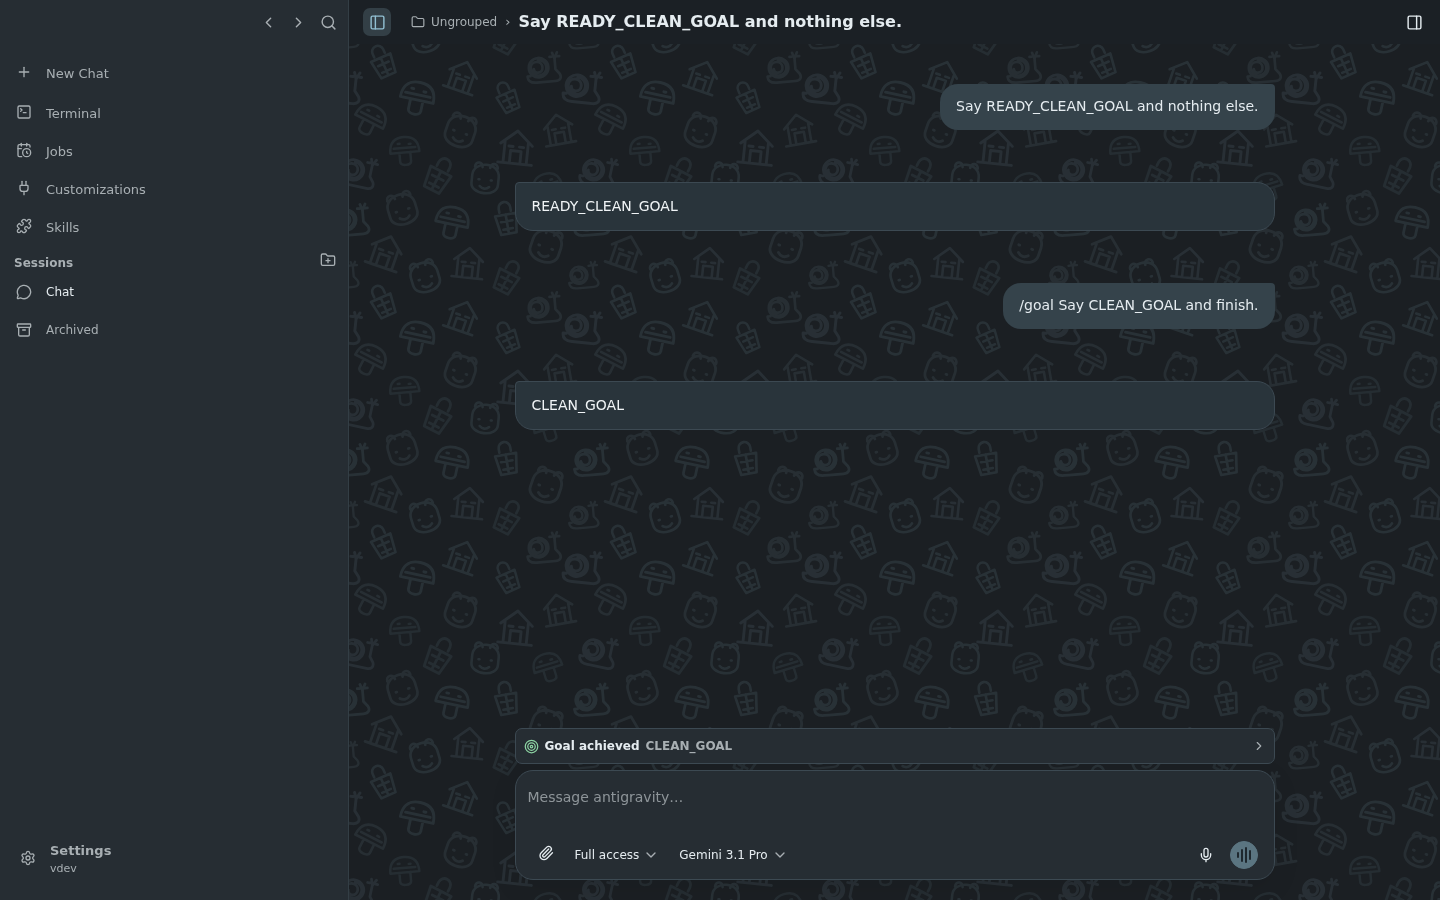 Ungrouped › Say READY_CLEAN_GOAL and nothing else.
New Chat
Terminal
Jobs
Customizations
Skills
Sessions
Chat
Archived
Settings
vdev
Say READY_CLEAN_GOAL and nothing else.
READY_CLEAN_GOAL
/goal Say CLEAN_GOAL and finish.
CLEAN_GOAL
Goal achieved CLEAN_GOAL
Message antigravity...
Full access Gemini 3.1 Pro